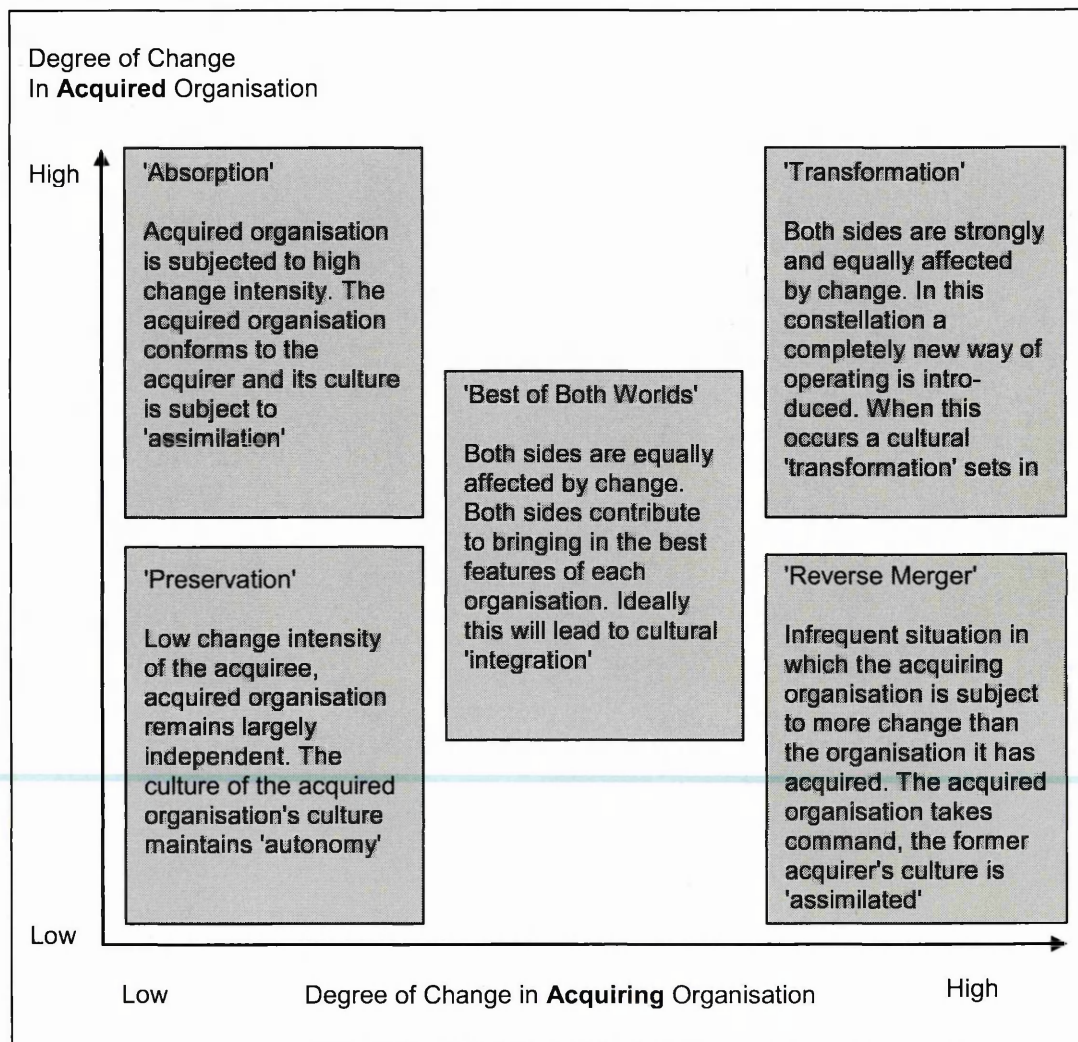 Degree of Change
In Acquired Organisation
High
'Absorption'
Acquired organisation
is subjected to high
change intensity. The
acquired organisation
conforms to the
acquirer and its culture
is subject to
'assimilation'
'Transformation'
Both sides are strongly
and equally affected
by change. In this
constellation a
completely new way of
operating is intro-
duced. When this
occurs a cultural
'transformation' sets in
'Best of Both Worlds'
Both sides are equally
affected by change.
Both sides contribute
to bringing in the best
features of each
organisation. Ideally
this will lead to cultural
'integration'
'Preservation'
Low change intensity
of the acquiree,
acquired organisation
remains largely
independent. The
culture of the acquired
organisation's culture
maintains 'autonomy'
'Reverse Merger'
Infrequent situation in
which the acquiring
organisation is subject
to more change than
the organisation it has
acquired. The acquired
organisation takes
command, the former
acquirer's culture is
'assimilated'
Low
Low
Degree of Change in Acquiring Organisation
High